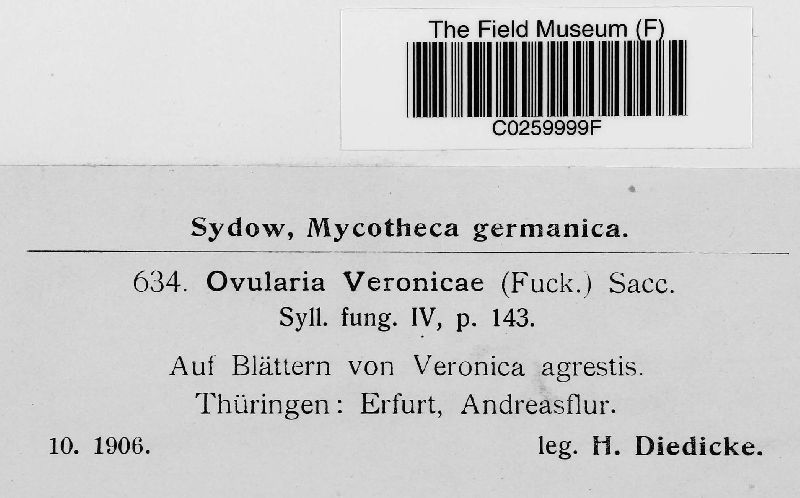 The Field Museum (F)
C0259999F
Sydow, Mycotheca germanica.
634. Ovularia Veronicae (Fuck.) Sacc.
Syll. fung. IV, p. 143.
Auf Blättern von Veronica agrestis.
Thüringen: Erfurt, Andreasflur.
10. 1906. leg. H. Diedicke.